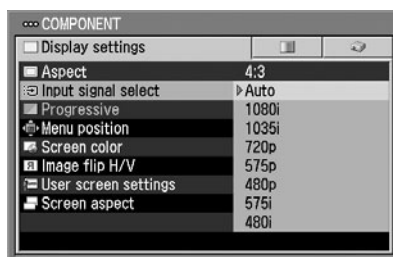 COMPONENT
Display settings
Aspect 4:3
Input signal select Auto
Progressive 1080i
Menu position 1035i
Screen color 720p
Image flip H/V 575p
User screen settings 480p
Screen aspect 575i
480i